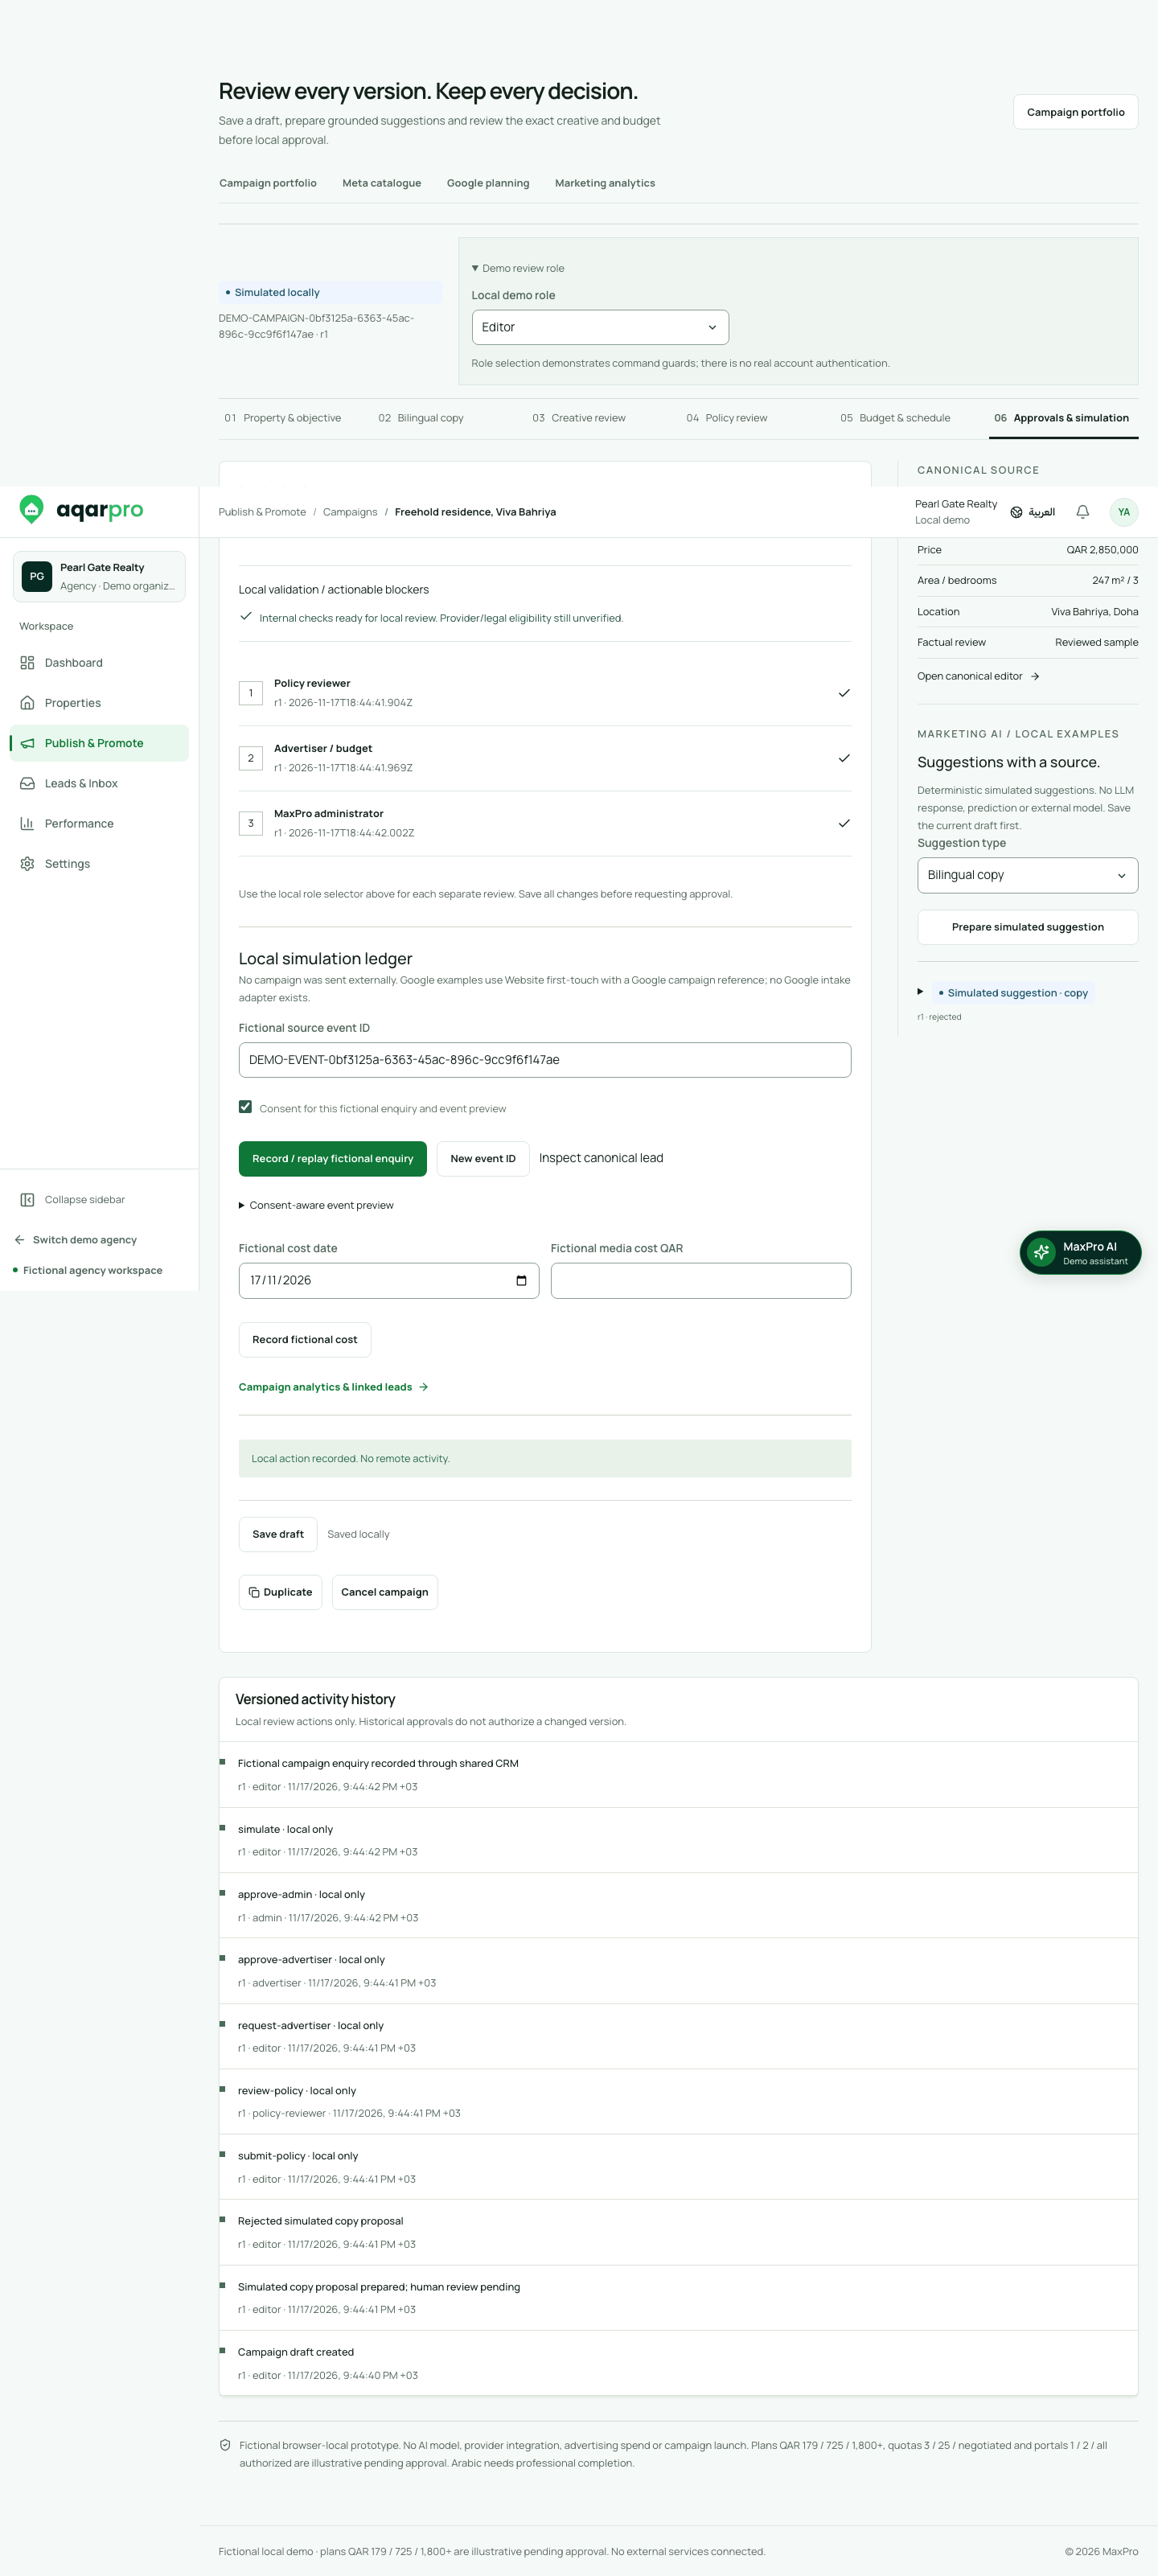 Review every version. Keep every decision.
Save a draft, prepare grounded suggestions and review the exact creative and budget
before local approval.
Campaign portfolio
Campaign portfolio
Meta catalogue
Google planning
Marketing analytics
Simulated locally
DEMO-CAMPAIGN-0bf3125a-6363-45ac-
896c-9cc9f6f147ae · r1
Demo review role
Local demo role
Editor
Role selection demonstrates command guards; there is no real account authentication.
01 Property & objective
02 Bilingual copy
03 Creative review
04 Policy review
05 Budget & schedule
06 Approvals & simulation
CANONICAL SOURCE
aqarpro
Publish & Promote / Campaigns / Freehold residence, Viva Bahriya
Pearl Gate Realty
Local demo
العربية
YA
PG
Pearl Gate Realty
Agency · Demo organiz...
Workspace
Dashboard
Properties
Publish & Promote
Leads & Inbox
Performance
Settings
Collapse sidebar
Switch demo agency
Fictional agency workspace
Local validation / actionable blockers
Internal checks ready for local review. Provider/legal eligibility still unverified.
1
Policy reviewer
r1 · 2026-11-17T18:44:41.904Z
2
Advertiser / budget
r1 · 2026-11-17T18:44:41.969Z
3
MaxPro administrator
r1 · 2026-11-17T18:44:42.002Z
Use the local role selector above for each separate review. Save all changes before requesting approval.
Local simulation ledger
No campaign was sent externally. Google examples use Website first-touch with a Google campaign reference; no Google intake
adapter exists.
Fictional source event ID
DEMO-EVENT-0bf3125a-6363-45ac-896c-9cc9f6f147ae
Consent for this fictional enquiry and event preview
Record / replay fictional enquiry
New event ID
Inspect canonical lead
Consent-aware event preview
Fictional cost date
Fictional media cost QAR
17/11/2026
Record fictional cost
Campaign analytics & linked leads
Local action recorded. No remote activity.
Save draft
Saved locally
Duplicate
Cancel campaign
Price
QAR 2,850,000
Area / bedrooms
247 m² / 3
Location
Viva Bahriya, Doha
Factual review
Reviewed sample
Open canonical editor
MARKETING AI / LOCAL EXAMPLES
Suggestions with a source.
Deterministic simulated suggestions. No LLM
response, prediction or external model. Save
the current draft first.
Suggestion type
Bilingual copy
Prepare simulated suggestion
Simulated suggestion · copy
r1 · rejected
MaxPro AI
Demo assistant
Versioned activity history
Local review actions only. Historical approvals do not authorize a changed version.
Fictional campaign enquiry recorded through shared CRM
r1 · editor · 11/17/2026, 9:44:42 PM +03
simulate · local only
r1 · editor · 11/17/2026, 9:44:42 PM +03
approve-admin · local only
r1 · admin · 11/17/2026, 9:44:42 PM +03
approve-advertiser · local only
r1 · advertiser · 11/17/2026, 9:44:41 PM +03
request-advertiser · local only
r1 · editor · 11/17/2026, 9:44:41 PM +03
review-policy · local only
r1 · policy-reviewer · 11/17/2026, 9:44:41 PM +03
submit-policy · local only
r1 · editor · 11/17/2026, 9:44:41 PM +03
Rejected simulated copy proposal
r1 · editor · 11/17/2026, 9:44:41 PM +03
Simulated copy proposal prepared; human review pending
r1 · editor · 11/17/2026, 9:44:41 PM +03
Campaign draft created
r1 · editor · 11/17/2026, 9:44:40 PM +03
Fictional browser-local prototype. No AI model, provider integration, advertising spend or campaign launch. Plans QAR 179 / 725 / 1,800+, quotas 3 / 25 / negotiated and portals 1 / 2 / all
authorized are illustrative pending approval. Arabic needs professional completion.
Fictional local demo · plans QAR 179 / 725 / 1,800+ are illustrative pending approval. No external services connected.
© 2026 MaxPro